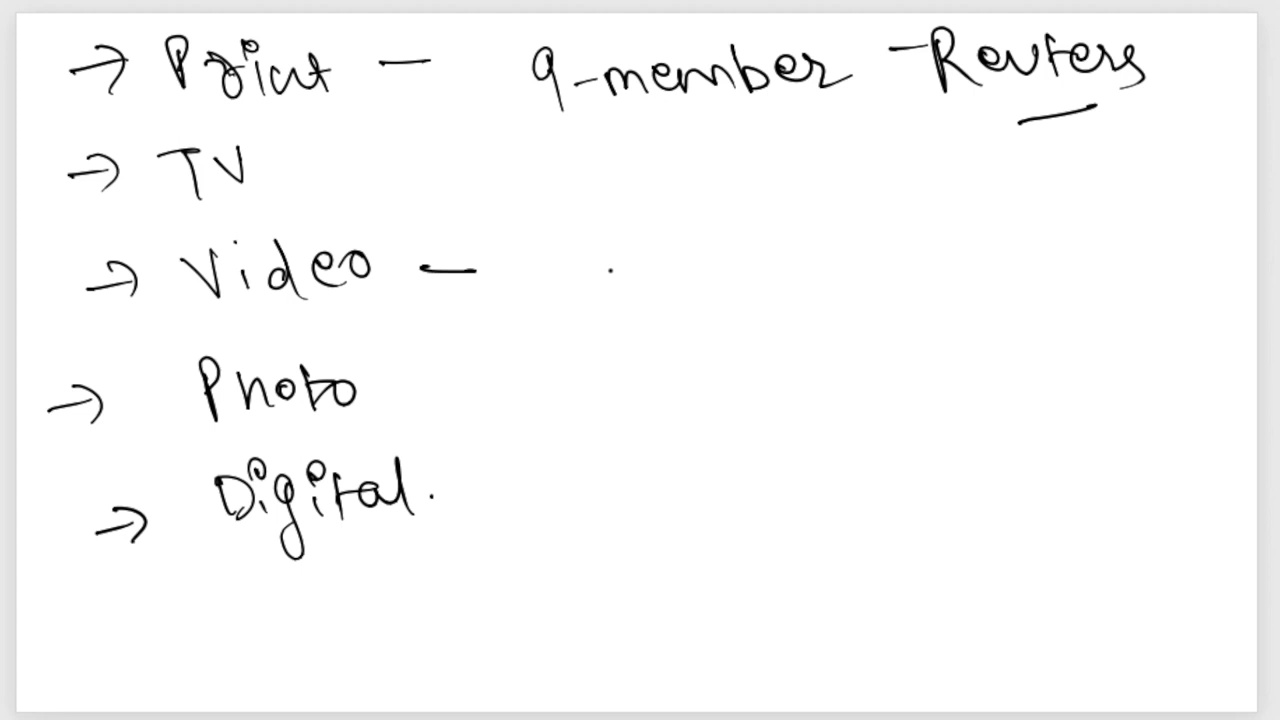 → Print - 9-member - Reuters
→ TV
→ Video -
→ Photo
→ Digital.